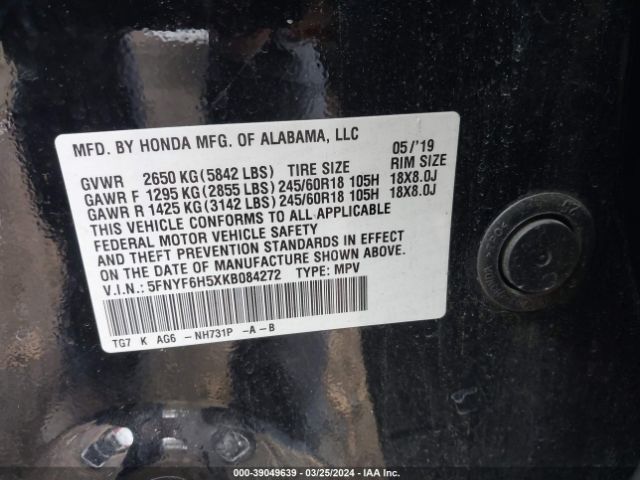 MFD. BY HONDA MFG. OF ALABAMA, LLC 05/'19
GVWR 2650 KG (5842 LBS) TIRE SIZE RIM SIZE
GAWR F 1295 KG (2855 LBS) 245/60R18 105H 18X8.0J
GAWR R 1425 KG (3142 LBS) 245/60R18 105H 18X8.0J
THIS VEHICLE CONFORMS TO ALL APPLICABLE
FEDERAL MOTOR VEHICLE SAFETY
AND THEFT PREVENTION STANDARDS IN EFFECT
ON THE DATE OF MANUFACTURE SHOWN ABOVE.
V.I.N.: 5FNYF6H5XKB084272 TYPE: MPV
TG7 K AG6 -NH731P -A-B
000-39049639 - 03/25/2024 - IAA Inc.